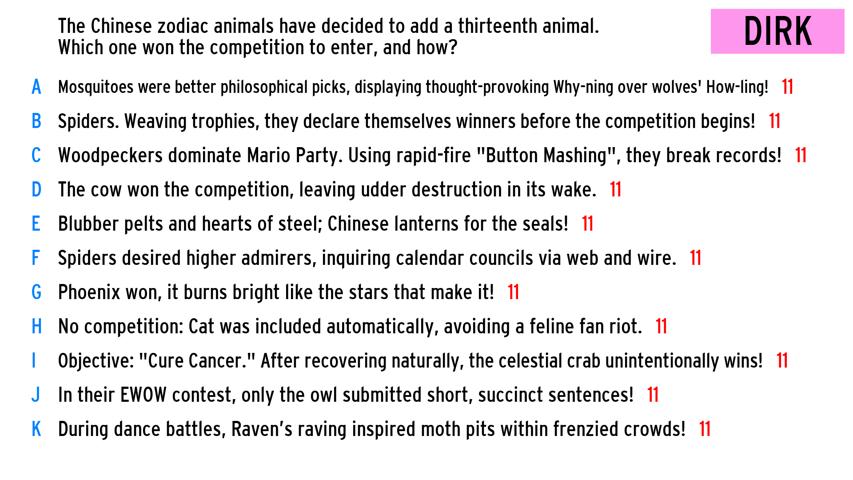 The Chinese zodiac animals have decided to add a thirteenth animal.
Which one won the competition to enter, and how?
DIRK
A Mosquitoes were better philosophical picks, displaying thought-provoking Why-ning over wolves' How-ling! 11
B Spiders. Weaving trophies, they declare themselves winners before the competition begins! 11
C Woodpeckers dominate Mario Party. Using rapid-fire "Button Mashing", they break records! 11
D The cow won the competition, leaving udder destruction in its wake. 11
E Blubber pelts and hearts of steel; Chinese lanterns for the seals! 11
F Spiders desired higher admirers, inquiring calendar councils via web and wire. 11
G Phoenix won, it burns bright like the stars that make it! 11
H No competition: Cat was included automatically, avoiding a feline fan riot. 11
I Objective: "Cure Cancer." After recovering naturally, the celestial crab unintentionally wins! 11
J In their EWOW contest, only the owl submitted short, succinct sentences! 11
K During dance battles, Raven's raving inspired moth pits within frenzied crowds! 11